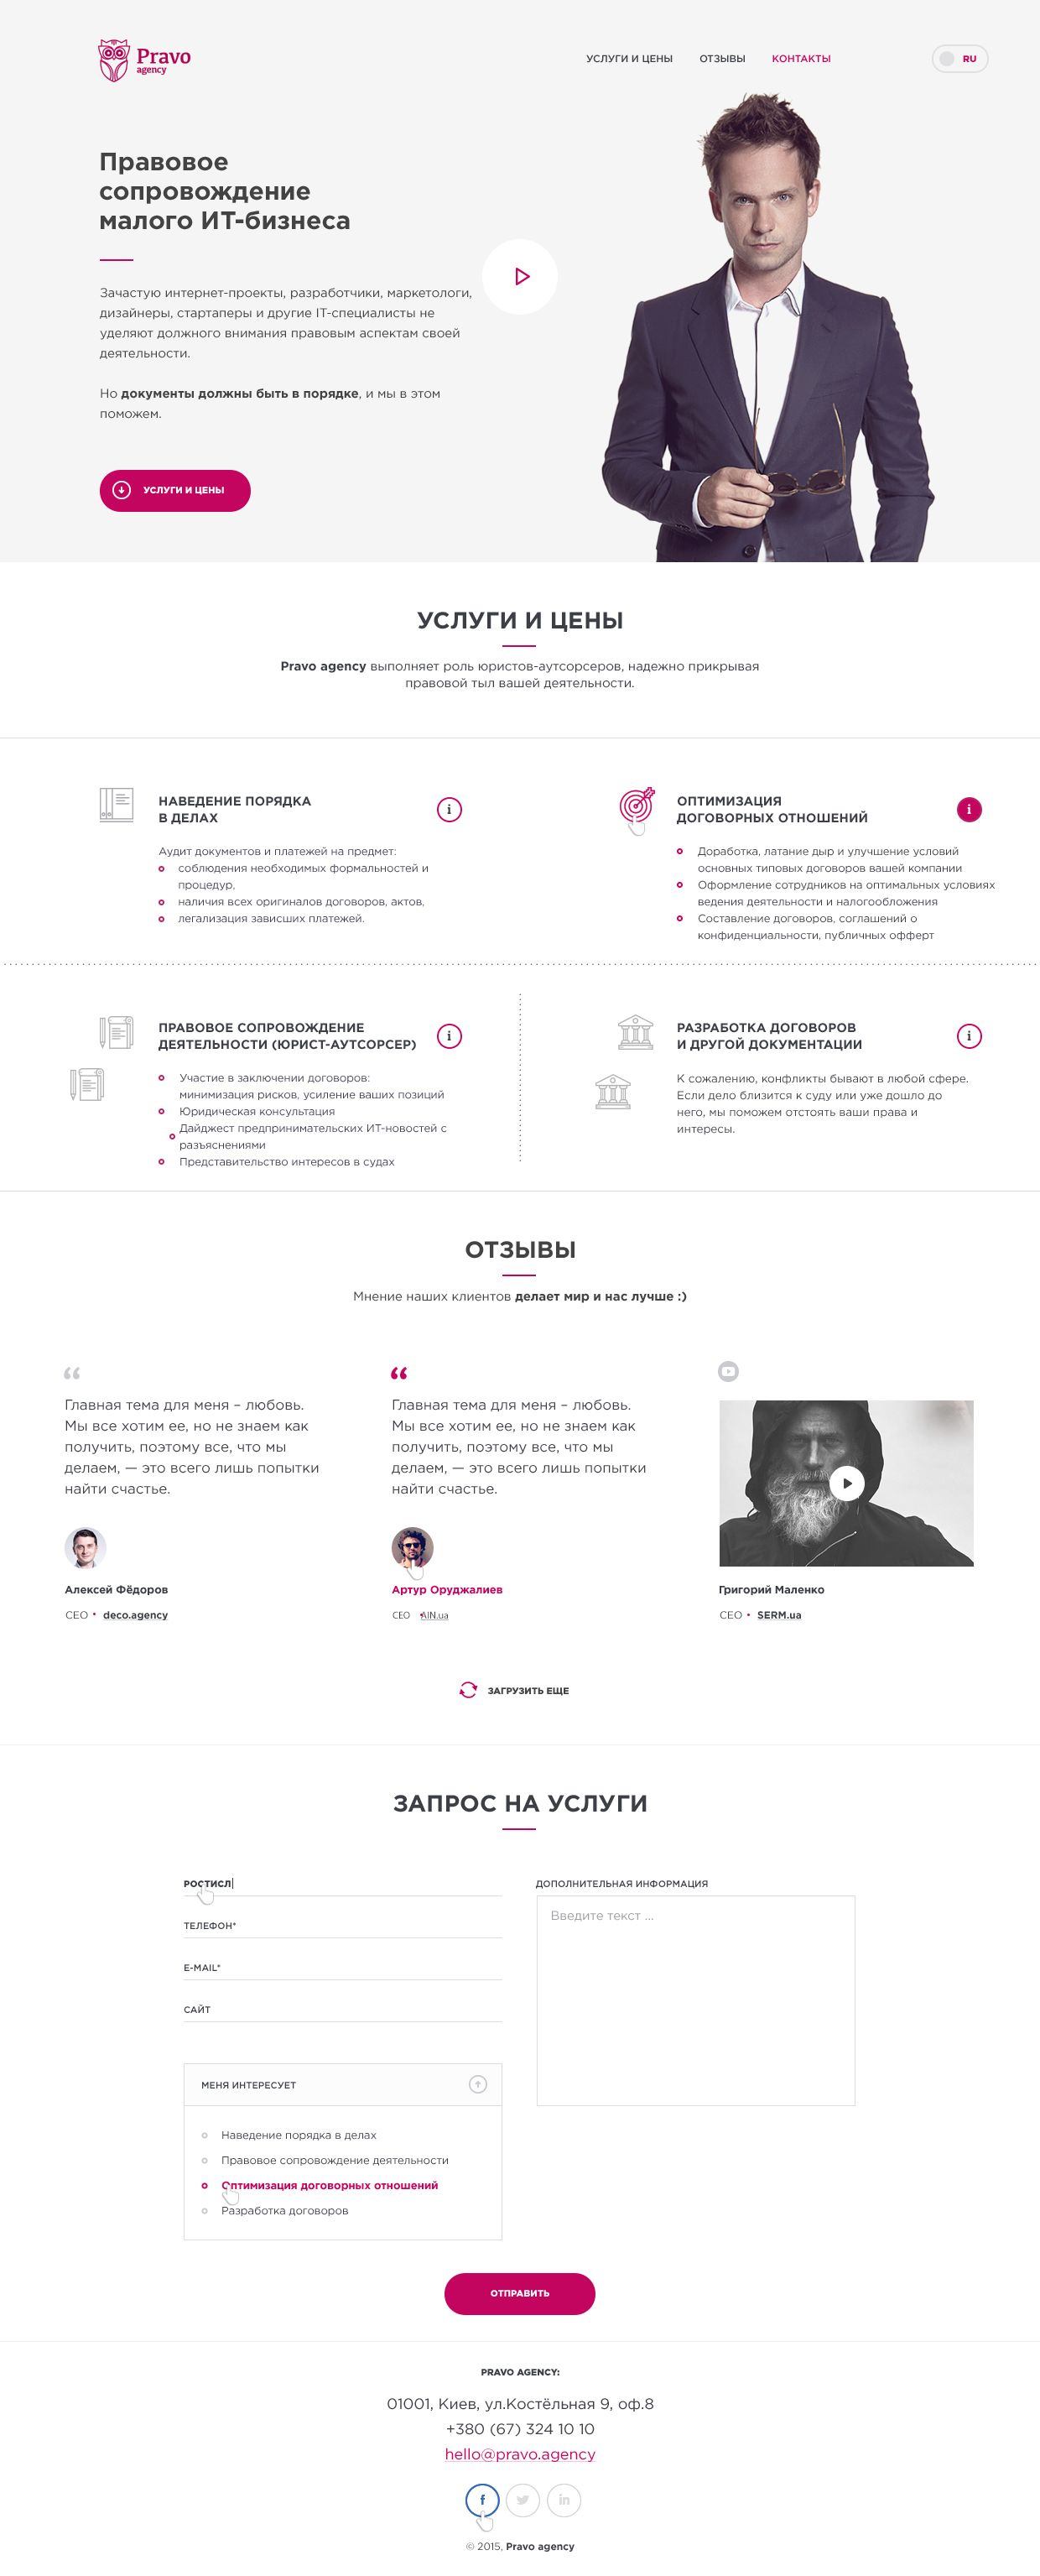 Pravo
agency
УСЛУГИ И ЦЕНЫ
ОТЗЫВЫ
КОНТАКТЫ
RU
Правовое
сопровождение
малого ИТ-бизнеса
Зачастую интернет-проекты, разработчики, маркетологи,
дизайнеры, стартаперы и другие IT-специалисты не
уделяют должного внимания правовым аспектам своей
деятельности.
Но документы должны быть в порядке, и мы в этом
поможем.
УСЛУГИ И ЦЕНЫ
УСЛУГИ И ЦЕНЫ
Pravo agency выполняет роль юристов-аутсорсеров, надежно прикрывая
правовой тыл вашей деятельности.
НАВЕДЕНИЕ ПОРЯДКА
В ДЕЛАХ
i
Аудит документов и платежей на предмет:
соблюдения необходимых формальностей и
процедур,
наличия всех оригиналов договоров, актов,
легализация зависших платежей.
ОПТИМИЗАЦИЯ
ДОГОВОРНЫХ ОТНОШЕНИЙ
i
Доработка, латание дыр и улучшение условий
основных типовых договоров вашей компании
Оформление сотрудников на оптимальных условиях
ведения деятельности и налогообложения
Составление договоров, соглашений о
конфиденциальности, публичных офферт
ПРАВОВОЕ СОПРОВОЖДЕНИЕ
ДЕЯТЕЛЬНОСТИ (ЮРИСТ-АУТСОРСЕР)
i
Участие в заключении договоров:
минимизация рисков, усиление ваших позиций
Юридическая консультация
Дайджест предпринимательских ИТ-новостей с
разъяснениями
Представительство интересов в судах
РАЗРАБОТКА ДОГОВОРОВ
И ДРУГОЙ ДОКУМЕНТАЦИИ
i
К сожалению, конфликты бывают в любой сфере.
Если дело близится к суду или уже дошло до
него, мы поможем отстоять ваши права и
интересы.
ОТЗЫВЫ
Мнение наших клиентов делает мир и нас лучше :)
“
Главная тема для меня – любовь.
Мы все хотим ее, но не знаем как
получить, поэтому все, что мы
делаем, — это всего лишь попытки
найти счастье.
Алексей Фёдоров
CEO • deco.agency
“
Главная тема для меня – любовь.
Мы все хотим ее, но не знаем как
получить, поэтому все, что мы
делаем, — это всего лишь попытки
найти счастье.
Артур Оруджалиев
CEO • AIN.ua
Григорий Маленко
CEO • SERM.ua
ЗАГРУЗИТЬ ЕЩЕ
ЗАПРОС НА УСЛУГИ
РОСТИСЛ
ТЕЛЕФОН*
E-MAIL*
САЙТ
МЕНЯ ИНТЕРЕСУЕТ
Наведение порядка в делах
Правовое сопровождение деятельности
Оптимизация договорных отношений
Разработка договоров
ДОПОЛНИТЕЛЬНАЯ ИНФОРМАЦИЯ
Введите текст ...
ОТПРАВИТЬ
PRAVO AGENCY:
01001, Киев, ул.Костёльная 9, оф.8
+380 (67) 324 10 10
hello@pravo.agency
f
in
© 2015, Pravo agency